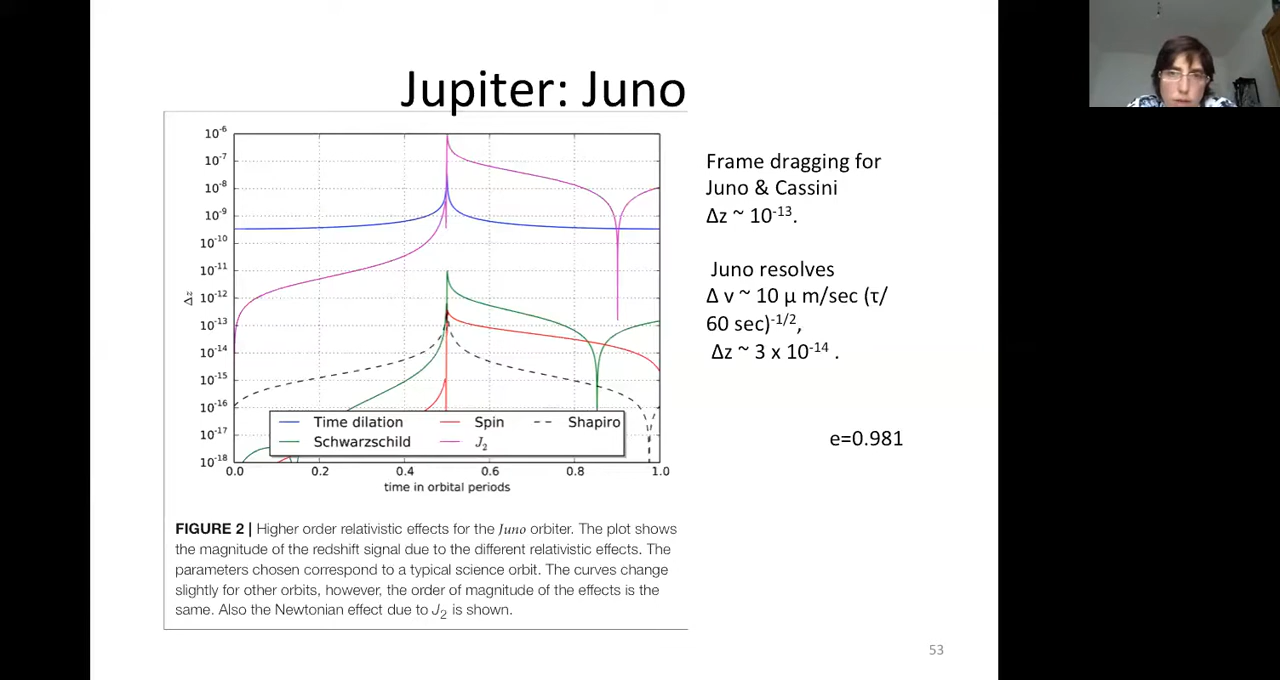 Jupiter: Juno
10-6
10-7
10-8
10-9
10-10
10-11
10-12
10-13
10-14
10-15
10-16
10-17
10-18
Δz
0.0 0.2 0.4 0.6 0.8 1.0
time in orbital periods
Time dilation Spin Shapiro
Schwarzschild J2
FIGURE 2 | Higher order relativistic effects for the Juno orbiter. The plot shows
the magnitude of the redshift signal due to the different relativistic effects. The
parameters chosen correspond to a typical science orbit. The curves change
slightly for other orbits, however, the order of magnitude of the effects is the
same. Also the Newtonian effect due to J2 is shown.
Frame dragging for
Juno & Cassini
Δz ~ 10-13.
Juno resolves
Δ v ~ 10 μ m/sec (τ/
60 sec)-1/2,
Δz ~ 3 x 10-14 .
e=0.981
53